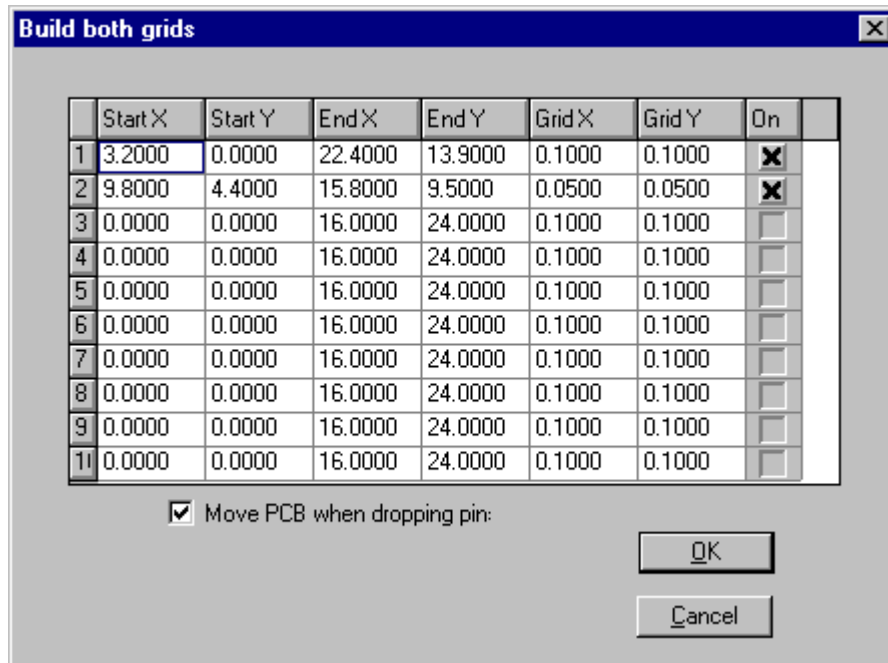 Build both grids
Start X Start Y End X End Y Grid X Grid Y On
1 3.2000 0.0000 22.4000 13.9000 0.1000 0.1000
2 9.8000 4.4000 15.8000 9.5000 0.0500 0.0500
3 0.0000 0.0000 16.0000 24.0000 0.1000 0.1000
4 0.0000 0.0000 16.0000 24.0000 0.1000 0.1000
5 0.0000 0.0000 16.0000 24.0000 0.1000 0.1000
6 0.0000 0.0000 16.0000 24.0000 0.1000 0.1000
7 0.0000 0.0000 16.0000 24.0000 0.1000 0.1000
8 0.0000 0.0000 16.0000 24.0000 0.1000 0.1000
9 0.0000 0.0000 16.0000 24.0000 0.1000 0.1000
10 0.0000 0.0000 16.0000 24.0000 0.1000 0.1000
Move PCB when dropping pin:
OK
Cancel